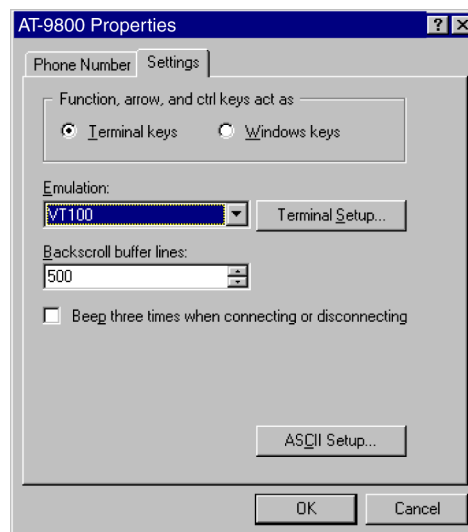 AT-9800 Properties
Phone Number Settings
Function, arrow, and ctrl keys act as
Terminal keys Windows keys
Emulation:
VT100 Terminal Setup...
Backscroll buffer lines:
500
Beep three times when connecting or disconnecting
ASCII Setup...
OK Cancel